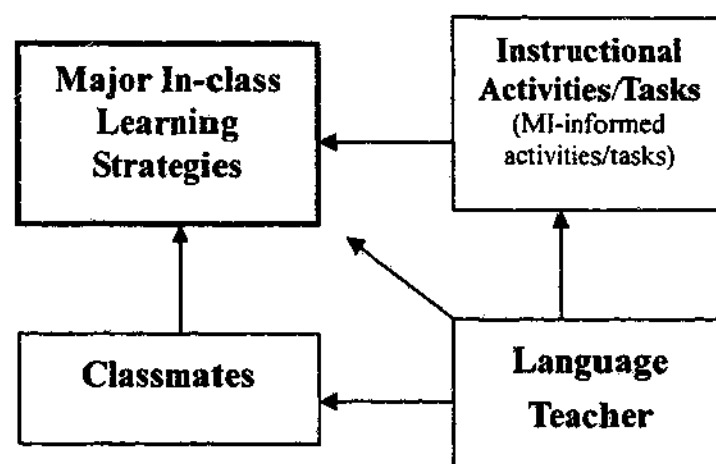 Major In-class
Learning
Strategies
Instructional
Activities/Tasks
(MI-informed
activities/tasks)
Classmates
Language
Teacher